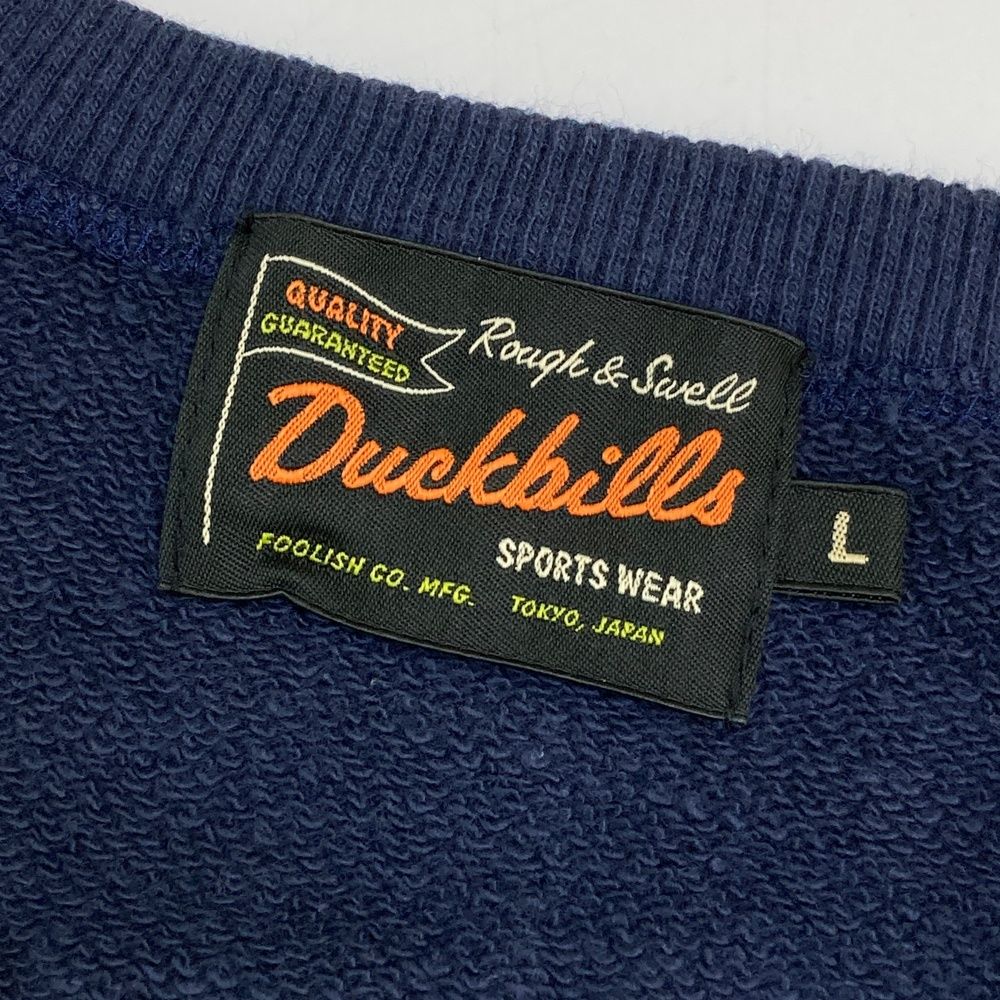 QUALITY
GUARANTEED
Rough & Swell
Duckbills
SPORTS WEAR
FOOLISH CO. MFG.
TOKYO, JAPAN
L